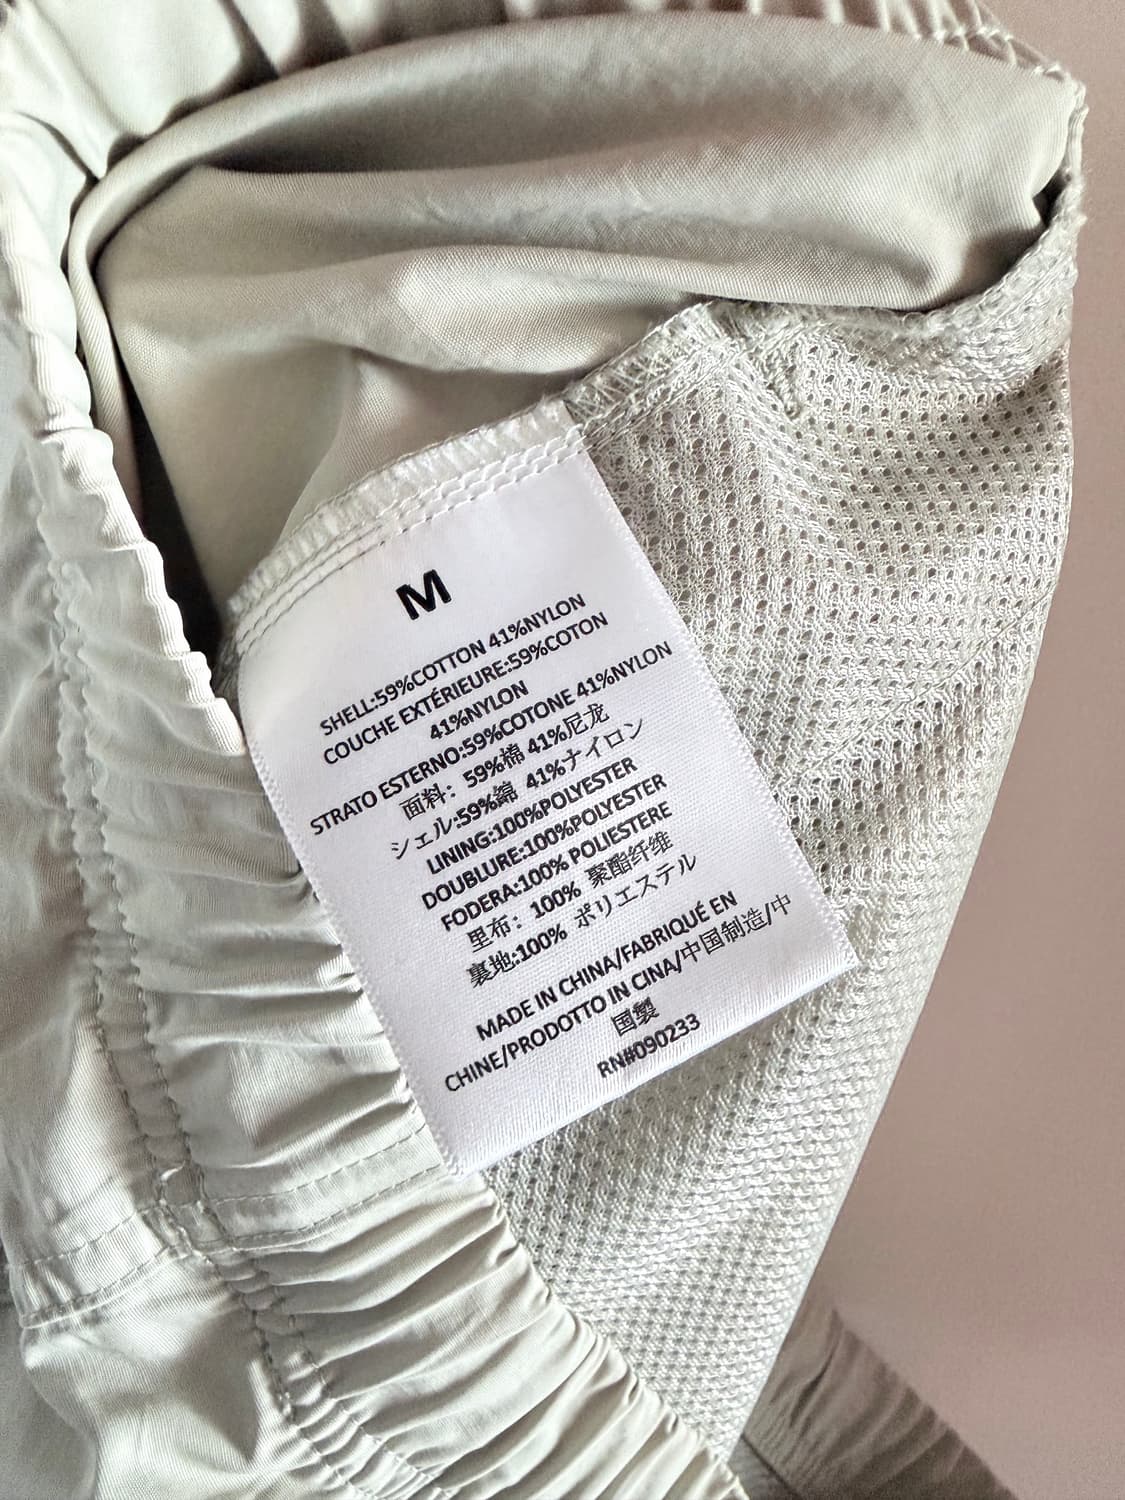 M
SHELL:59%COTTON 41%NYLON
COUCHE EXTÉRIEURE:59%COTON
41%NYLON
STRATO ESTERNO:59%COTONE 41%NYLON
面料：59%棉 41%尼龙
シェル:59%綿 41%ナイロン
LINING:100%POLYESTER
DOUBLURE:100%POLYESTER
FODERA:100% POLIESTERE
里布：100% 聚酯纤维
裏地:100% ポリエステル
MADE IN CHINA/FABRIQUÉ EN
CHINE/PRODOTTO IN CINA/中国制造/中
国製
RN#090233